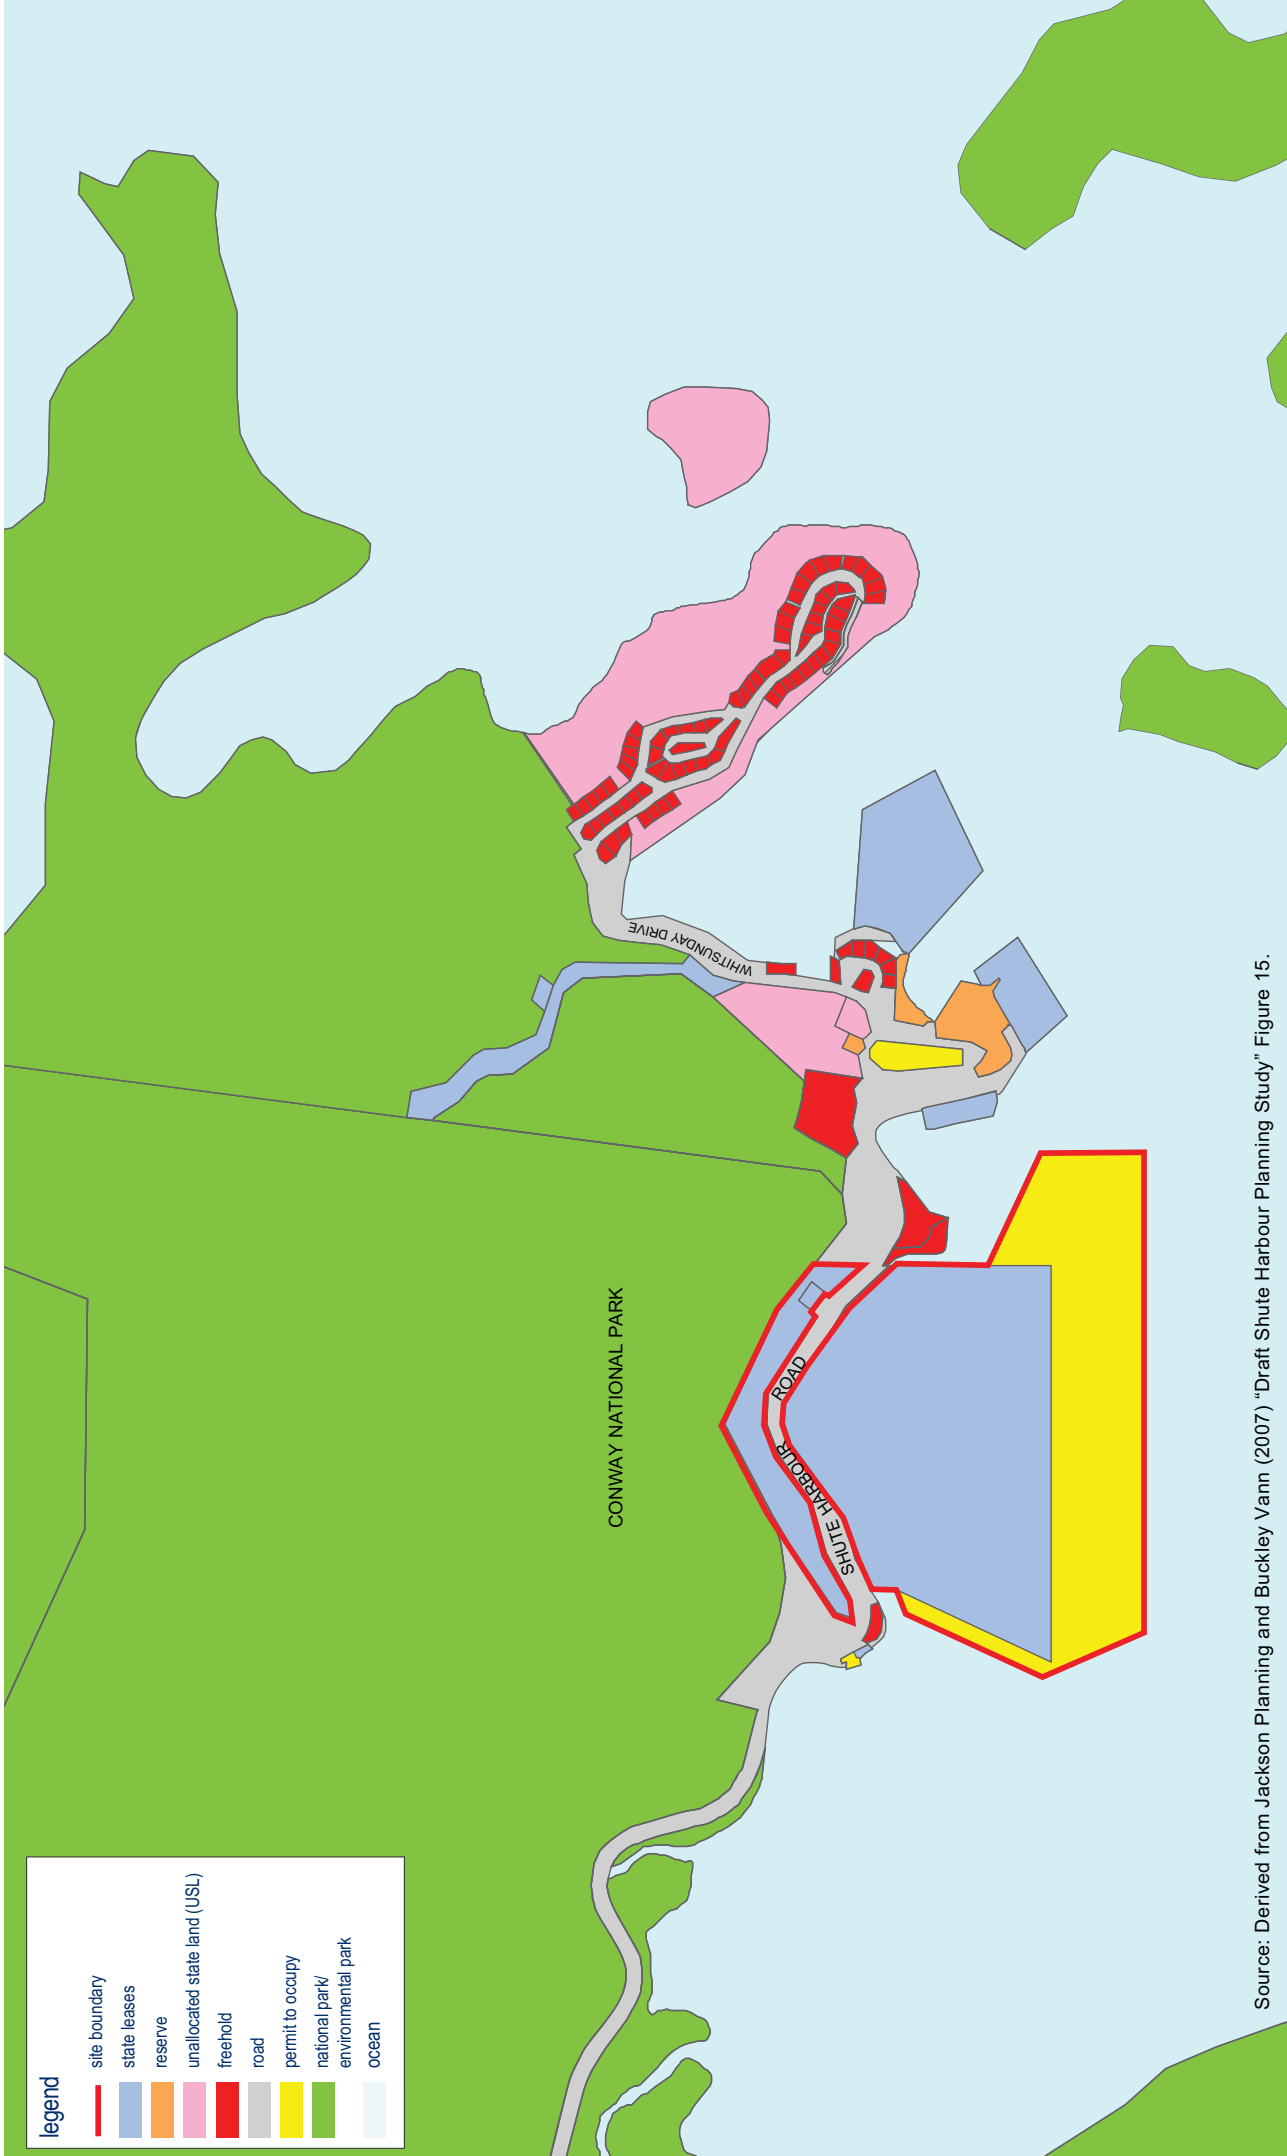 legend
site boundary
state leases
reserve
unallocated state land (USL)
freehold
road
permit to occupy
national park/
environmental park
ocean
CONWAY NATIONAL PARK
SHUTE HARBOUR ROAD
WHITSUNDAY DRIVE
Source: Derived from Jackson Planning and Buckley Vann (2007) “Draft Shute Harbour Planning Study” Figure 15.